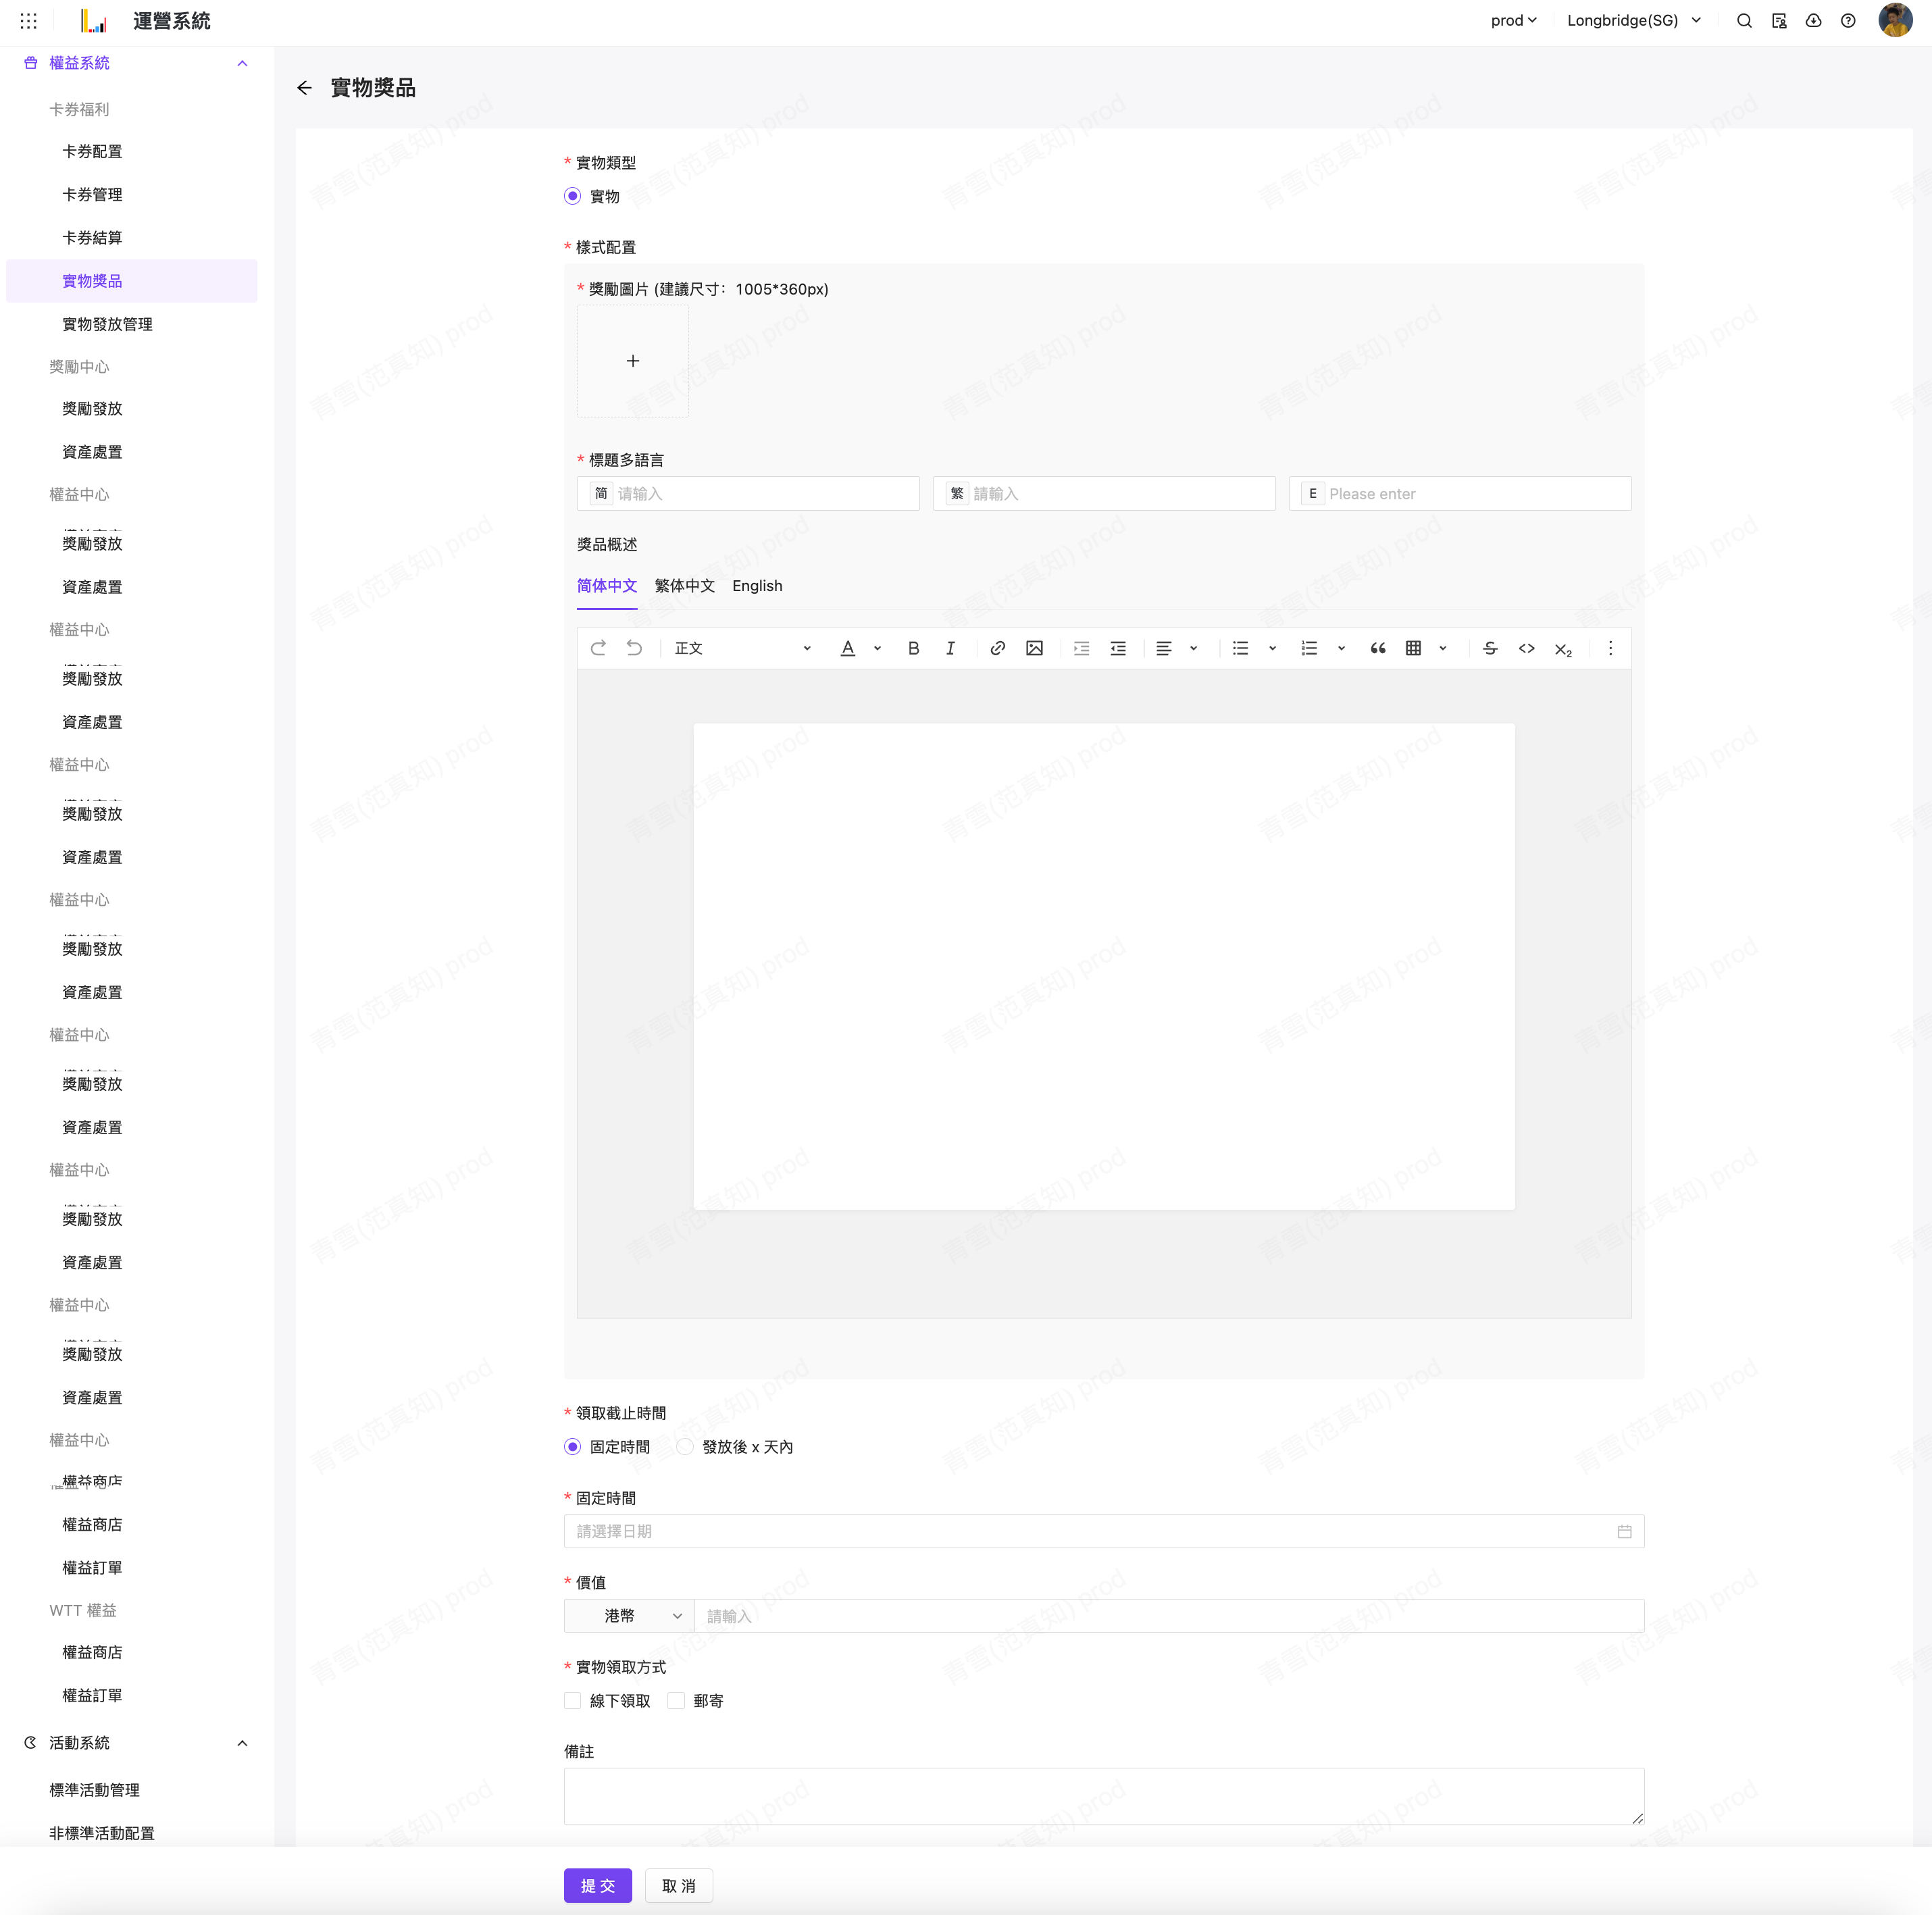 運營系統
prod
Longbridge(SG)
權益系統
卡券福利
卡券配置
卡券管理
卡券結算
實物獎品
實物發放管理
獎勵中心
獎勵發放
資產處置
權益中心
獎勵發放
資產處置
權益中心
獎勵發放
資產處置
權益中心
獎勵發放
資產處置
權益中心
獎勵發放
資產處置
權益中心
獎勵發放
資產處置
權益中心
獎勵發放
資產處置
權益中心
獎勵發放
資產處置
權益中心
權益商店
權益商店
權益訂單
WTT 權益
權益商店
權益訂單
活動系統
標準活動管理
非標準活動配置
實物獎品
* 實物類型
實物
* 樣式配置
* 獎勵圖片 (建議尺寸：1005*360px)
* 標題多語言
简 请输入
繁 請輸入
E Please enter
獎品概述
简体中文 繁体中文 English
正文
* 領取截止時間
固定時間 發放後 x 天內
* 固定時間
請選擇日期
* 價值
港幣 請輸入
* 實物領取方式
線下領取 郵寄
備註
提 交 取 消
青雪(范真知) prod